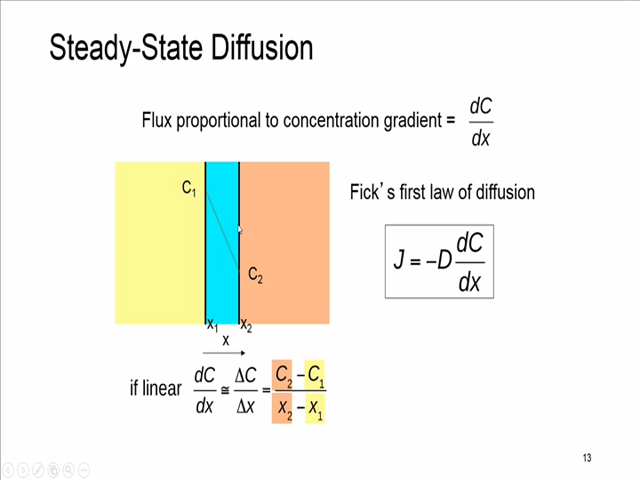 Steady-State Diffusion
Flux proportional to concentration gradient = dC/dx
C₁
Fick's first law of diffusion
J = –D dC/dx
C₂
x₁ x₂
x
if linear dC/dx ≅ ΔC/Δx = C₂ – C₁/x₂ – x₁
13